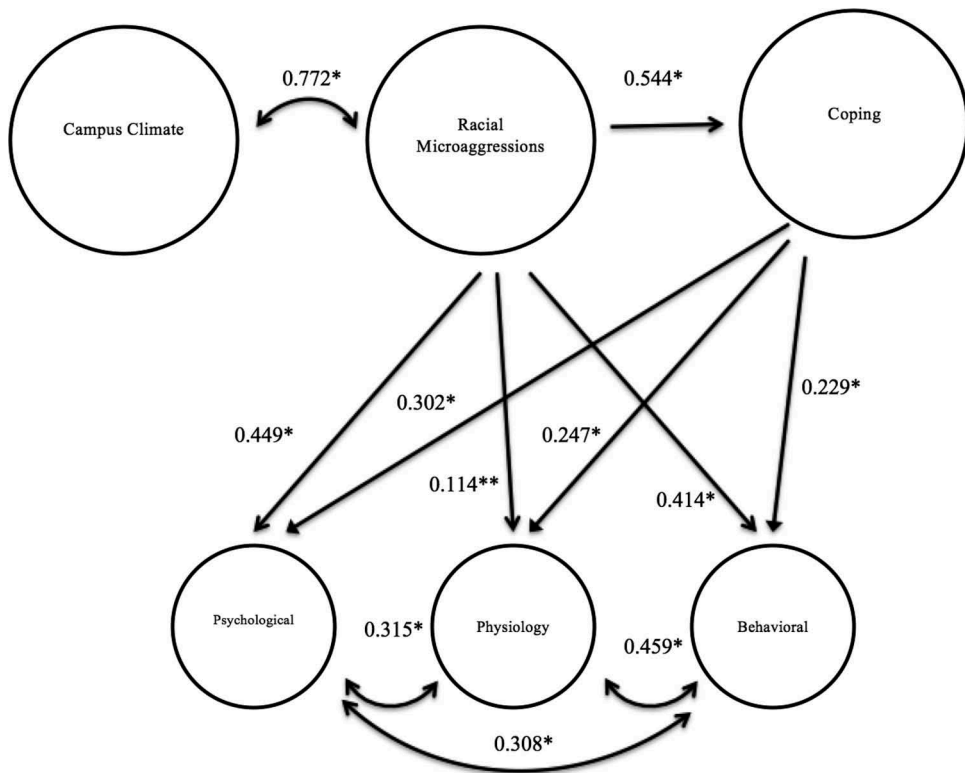 0.772*
0.544*
Campus Climate
Racial
Microaggressions
Coping
0.449*
0.302*
0.114**
0.247*
0.414*
0.229*
Psychological
0.315*
Physiology
0.459*
Behavioral
0.308*